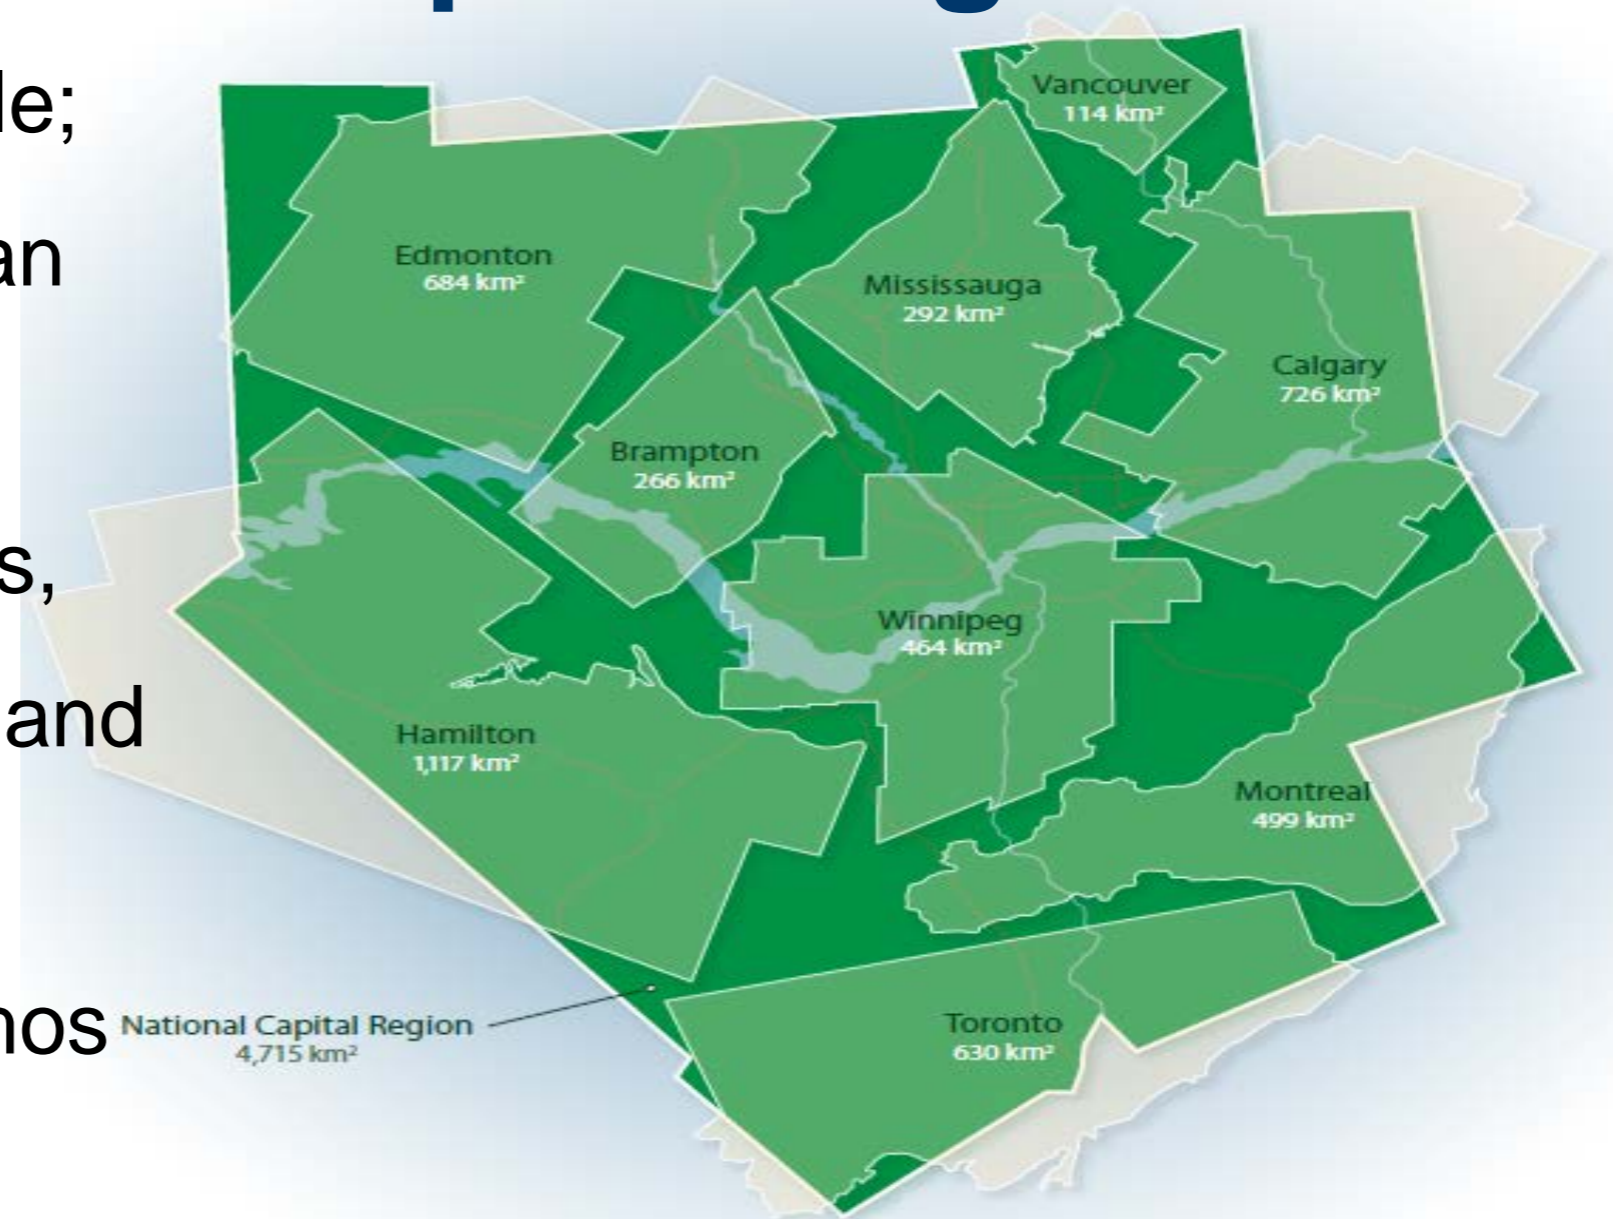 le;
an
s,
and
nos
Vancouver
114 km²
Edmonton
684 km²
Mississauga
292 km²
Calgary
726 km²
Brampton
266 km²
Winnipeg
464 km²
Hamilton
1,117 km²
Montreal
499 km²
National Capital Region
4,715 km²
Toronto
630 km²